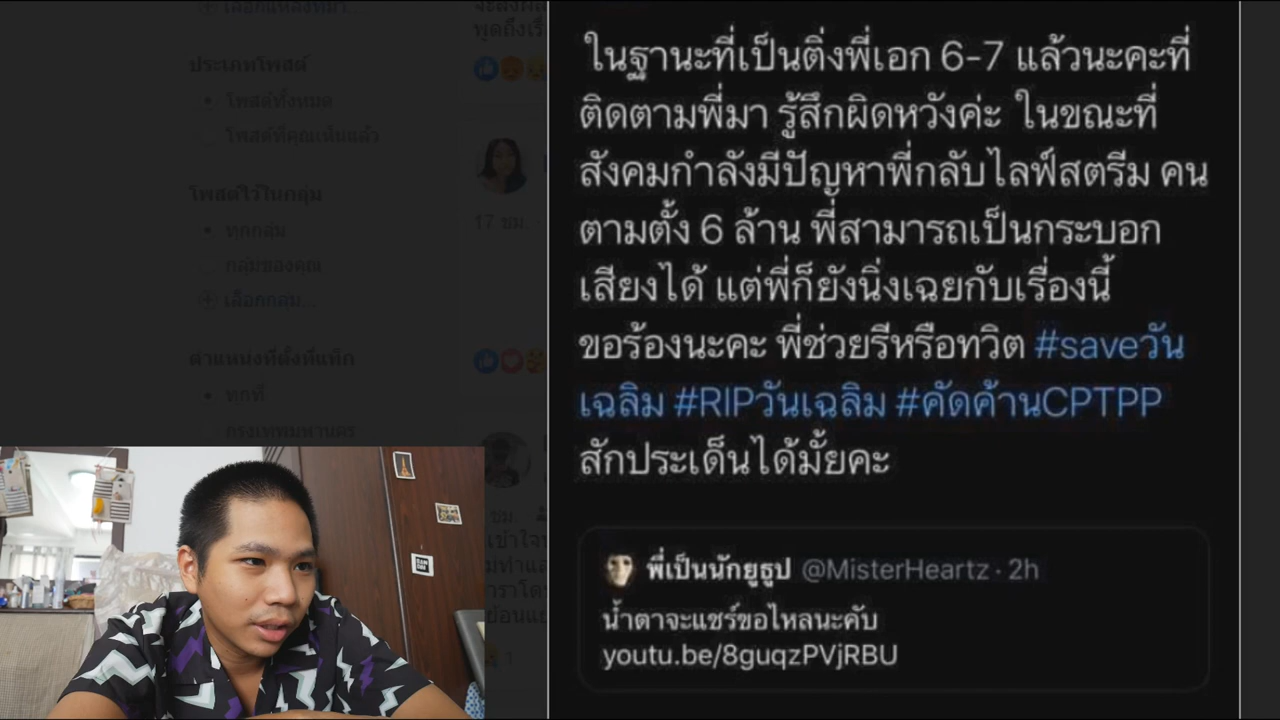 เลือกแหล่งที่มา...
ประเภทโพสต์
โพสต์ทั้งหมด
โพสต์ที่คุณเห็นแล้ว
โพสต์ไว้ในกลุ่ม
ทุกกลุ่ม
กลุ่มของคุณ
เลือกกลุ่ม...
ตำแหน่งที่ตั้งที่แท็ก
ทุกที่
กรุงเทพมหานคร
17 ชม.
ในฐานะที่เป็นติ่งพี่เอก 6-7 แล้วนะคะที่
ติดตามพี่มา รู้สึกผิดหวังค่ะ ในขณะที่
สังคมกำลังมีปัญหาพี่กลับไลฟ์สตรีม คน
ตามตั้ง 6 ล้าน พี่สามารถเป็นกระบอก
เสียงได้ แต่พี่ก็ยังนิ่งเฉยกับเรื่องนี้
ขอร้องนะคะ พี่ช่วยรีหรือทวิต #saveวัน
เฉลิม #RIPวันเฉลิม #คัดค้านCPTPP
สักประเด็นได้มั้ยคะ
พี่เป็นนักยูธูป @MisterHeartz · 2h
น้ำตาจะแชร์ขอไหลนะคับ
youtu.be/8guqzPVjRBU